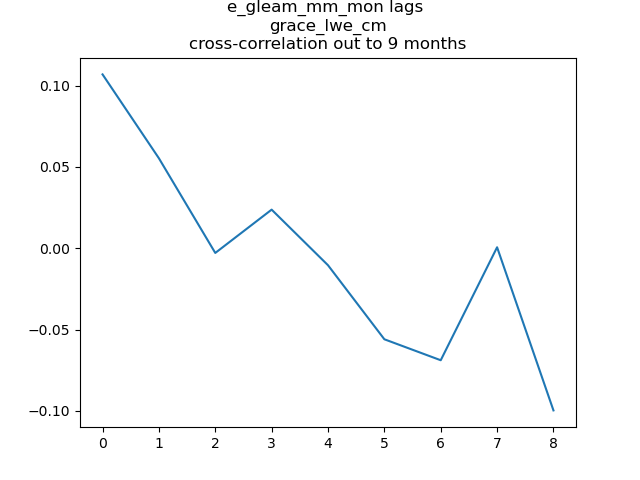 e_gleam_mm_mon lags
grace_lwe_cm
cross-correlation out to 9 months
0.10
0.05
0.00
−0.05
−0.10
0 1 2 3 4 5 6 7 8